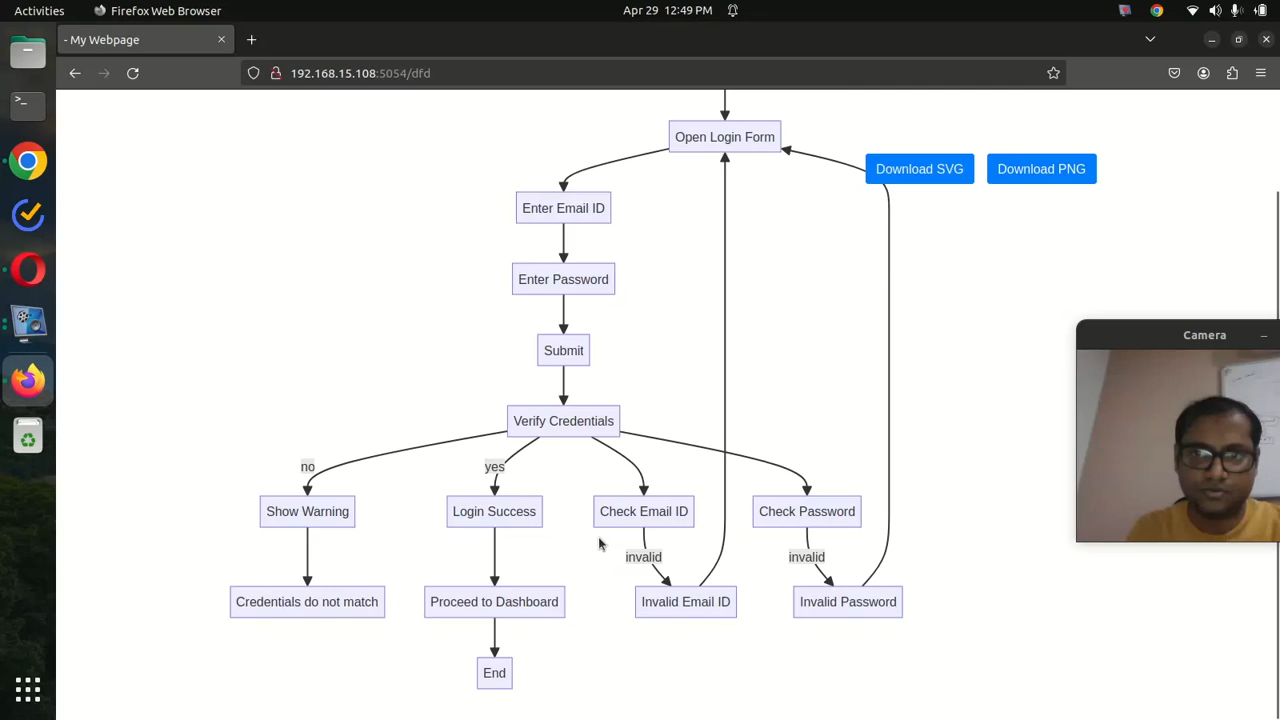 Activities
Firefox Web Browser
Apr 29 12:49 PM
- My Webpage
192.168.15.108:5054/dfd
Open Login Form
Download SVG
Download PNG
Enter Email ID
Enter Password
Submit
Verify Credentials
no
yes
Show Warning
Login Success
Check Email ID
Check Password
invalid
invalid
Credentials do not match
Proceed to Dashboard
Invalid Email ID
Invalid Password
End
Camera